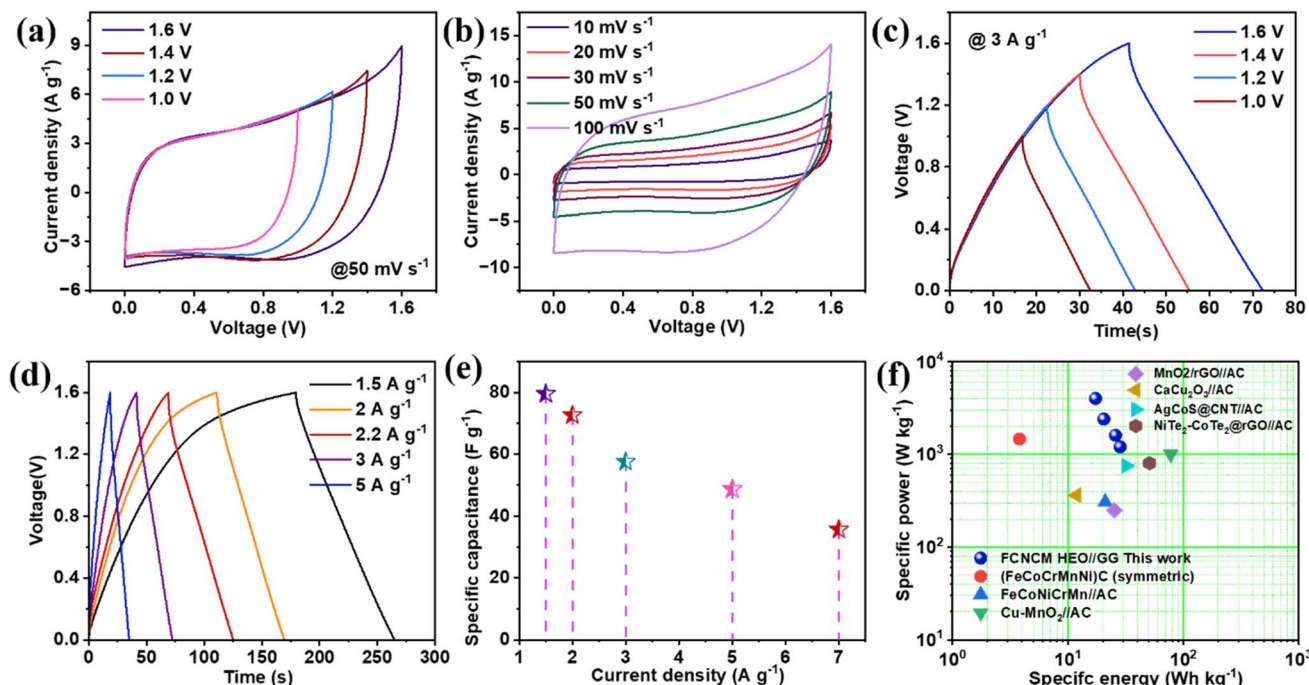 (a)
1.6 V
1.4 V
1.2 V
1.0 V
@50 mV s⁻¹
Current density (A g⁻¹)
9
6
3
0
−3
−6
0.0 0.4 0.8 1.2 1.6
Voltage (V)
(b)
10 mV s⁻¹
20 mV s⁻¹
30 mV s⁻¹
50 mV s⁻¹
100 mV s⁻¹
Current density (A g⁻¹)
15
10
5
0
−5
−10
0.0 0.4 0.8 1.2 1.6
Voltage (V)
(c)
@ 3 A g⁻¹
1.6 V
1.4 V
1.2 V
1.0 V
Voltage (V)
1.6
1.2
0.8
0.4
0.0
0 10 20 30 40 50 60 70 80
Time(s)
(d)
1.5 A g⁻¹
2 A g⁻¹
2.2 A g⁻¹
3 A g⁻¹
5 A g⁻¹
Voltage(V)
1.6
1.2
0.8
0.4
0.0
0 50 100 150 200 250 300
Time (s)
(e)
Specific capacitance (F g⁻¹)
80
60
40
20
0
1 2 3 4 5 6 7
Current density (A g⁻¹)
(f)
MnO2/rGO//AC
CaCu₂O₃//AC
AgCoS@CNT//AC
NiTe₂-CoTe₂@rGO//AC
FCNCM HEO//GG This work
(FeCoCrMnNi)C (symmetric)
FeCoNiCrMn//AC
Cu-MnO₂//AC
Specific power (W kg⁻¹)
10⁴
10³
10²
10¹
10⁰ 10¹ 10² 10³
Specifc energy (Wh kg⁻¹)